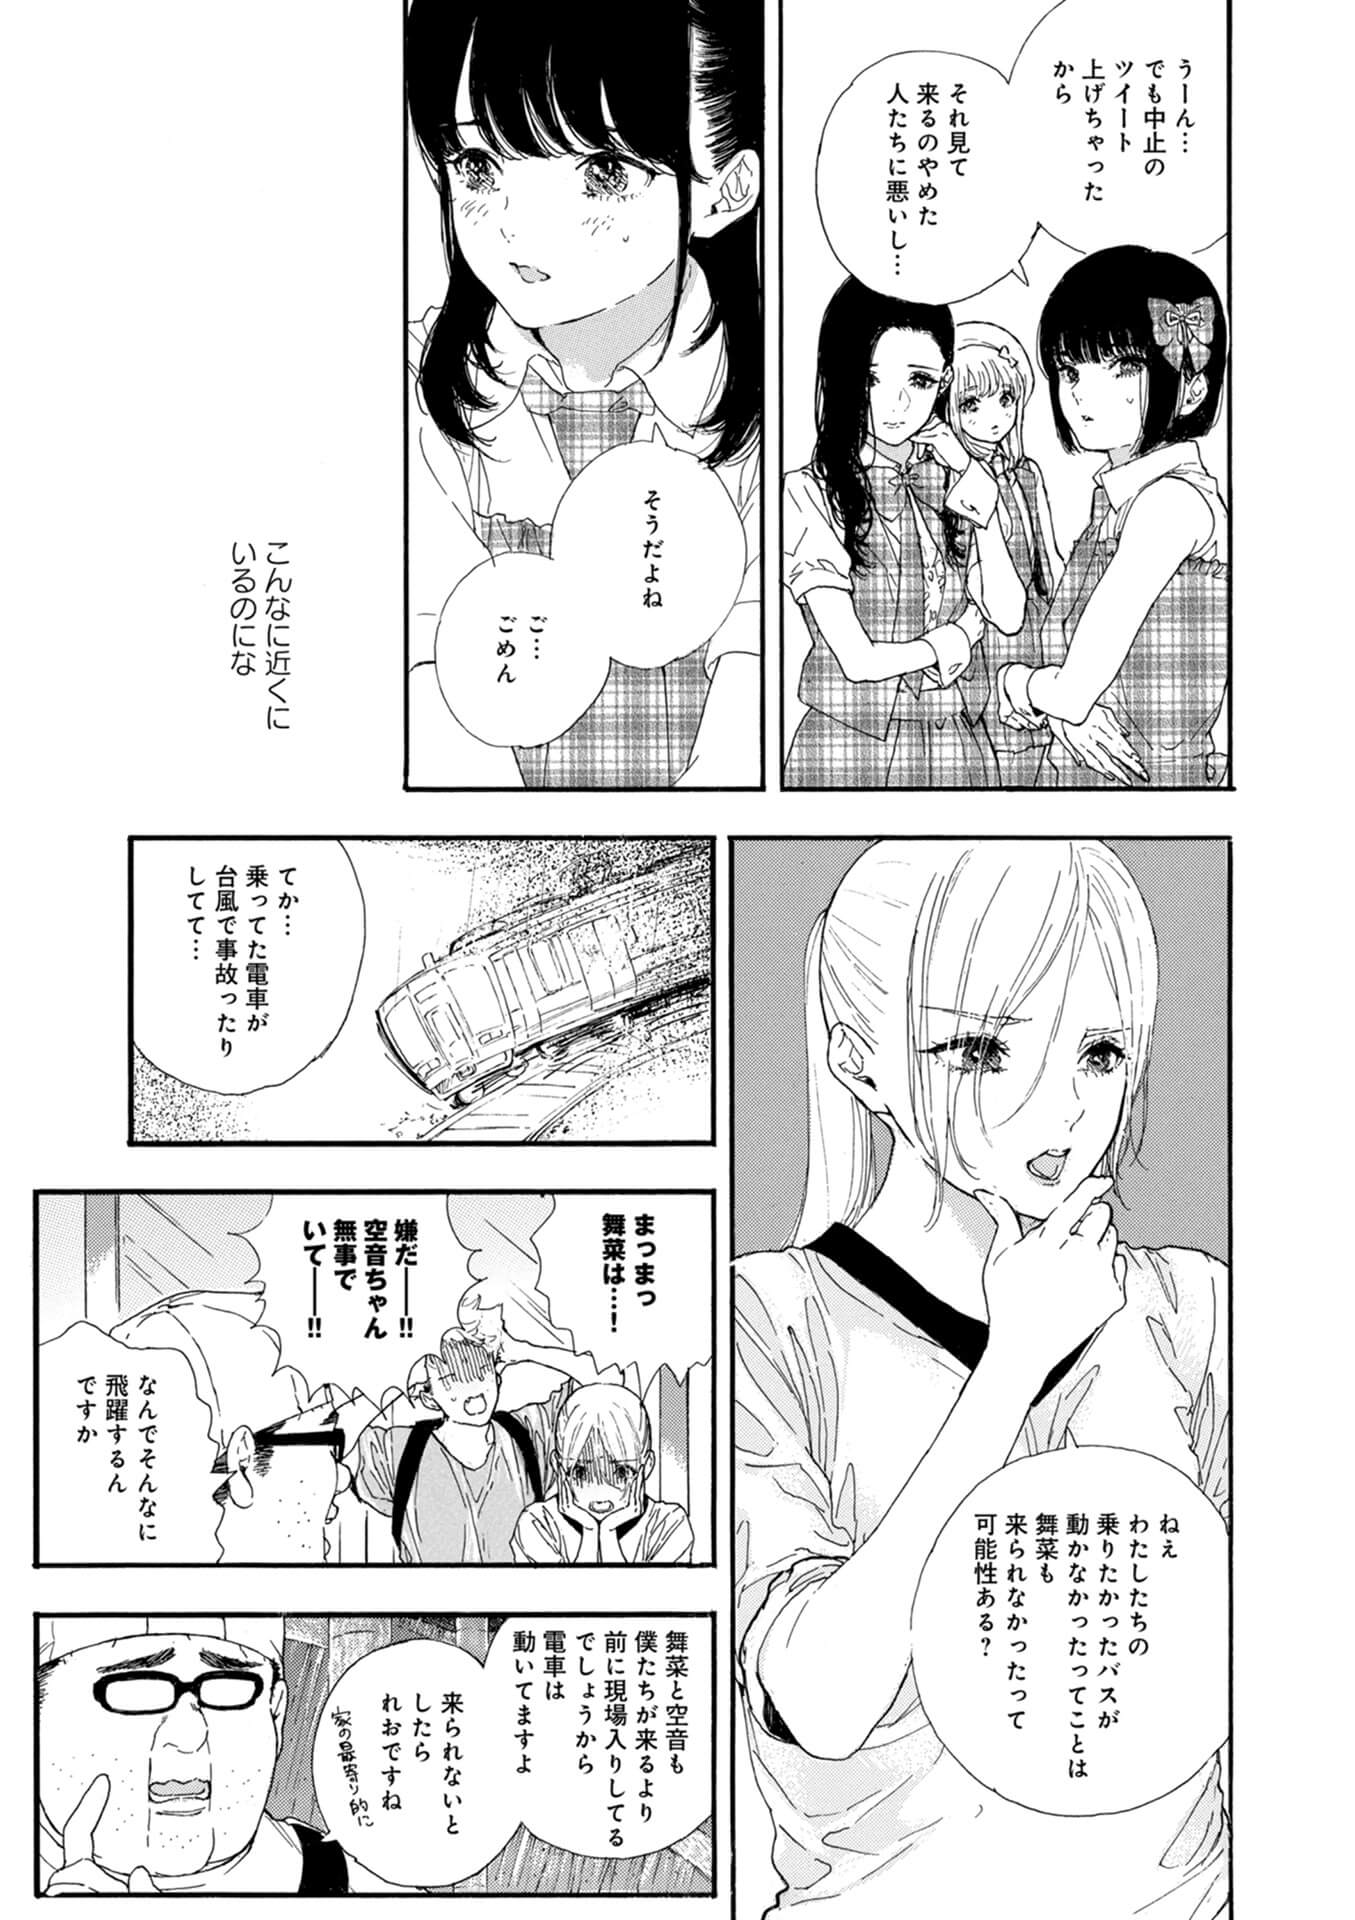 うーん…
でも中止の
ツイート
上げちゃった
から
それ見て
来るのやめた
人たちに悪いし…
そうだよね
ご…
ごめん
こんなに近くに
いるのにな
ねえ
わたしたちの
乗りたかったバスが
動かなかったってことは
舞菜も
来られなかったって
可能性ある?
てか…
乗ってた電車が
台風で事故ったり
してて…
まっまっ
舞菜は…!
嫌だ――!!
空音ちゃん
無事で
いて――!!
なんでそんなに
飛躍するん
ですか
舞菜と空音も
僕たちが来るより
前に現場入りしてる
でしょうから
電車は
動いてますよ
来られないと
したら
れおですね
家の最寄り的に